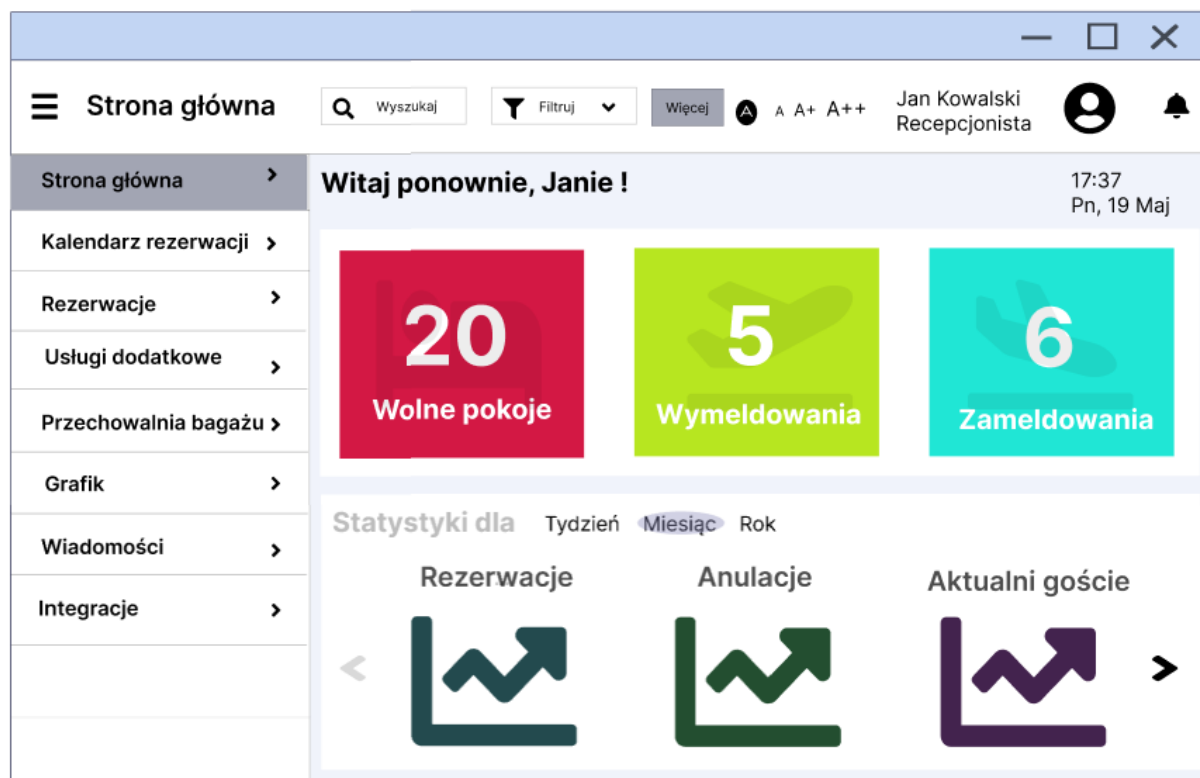 Strona główna
Wyszukaj
Filtruj
Więcej
A
A A+ A++
Jan Kowalski
Recepcjonista
Strona główna
Kalendarz rezerwacji
Rezerwacje
Usługi dodatkowe
Przechowalnia bagażu
Grafik
Wiadomości
Integracje
Witaj ponownie, Janie !
17:37
Pn, 19 Maj
20
Wolne pokoje
5
Wymeldowania
6
Zameldowania
Statystyki dla Tydzień Miesiąc Rok
Rezerwacje
Anulacje
Aktualni goście